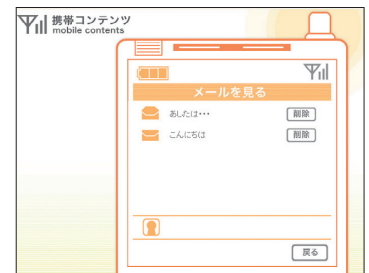 携帯コンテンツ
mobile contents
メールを見る
あしたは･･･ 削除
こんにちは 削除
戻る